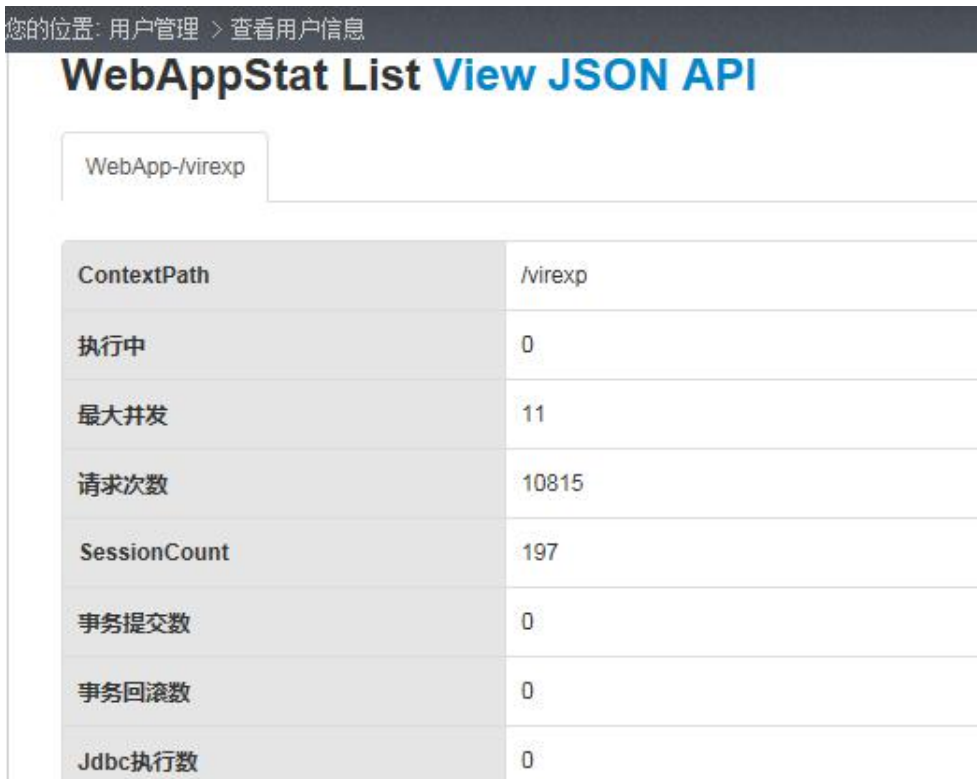 您的位置: 用户管理 > 查看用户信息
WebAppStat List View JSON API
WebApp-/virexp
ContextPath /virexp
执行中 0
最大并发 11
请求次数 10815
SessionCount 197
事务提交数 0
事务回滚数 0
Jdbc执行数 0